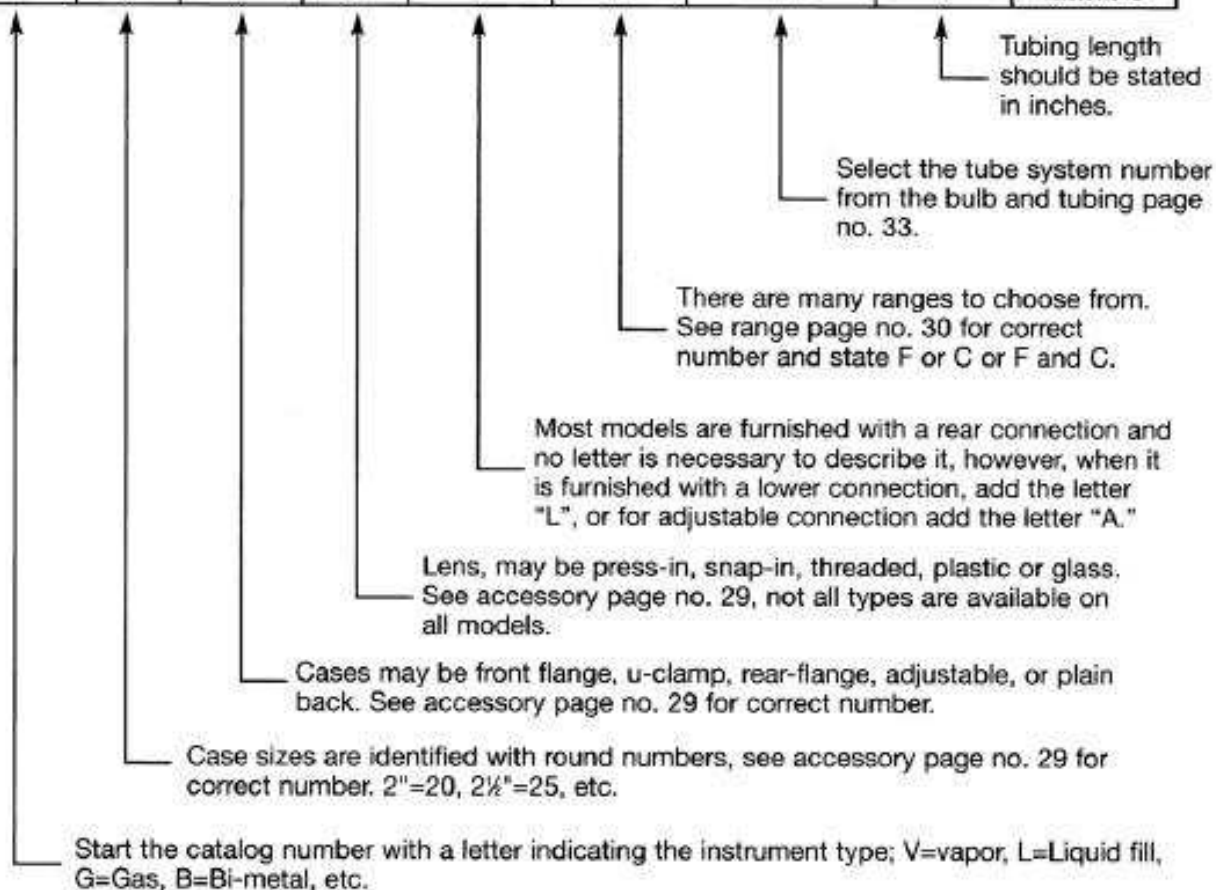 Tubing length
should be stated
in inches.
Select the tube system number
from the bulb and tubing page
no. 33.
There are many ranges to choose from.
See range page no. 30 for correct
number and state F or C or F and C.
Most models are furnished with a rear connection and
no letter is necessary to describe it, however, when it
is furnished with a lower connection, add the letter
"L", or for adjustable connection add the letter "A."
Lens, may be press-in, snap-in, threaded, plastic or glass.
See accessory page no. 29, not all types are available on
all models.
Cases may be front flange, u-clamp, rear-flange, adjustable, or plain
back. See accessory page no. 29 for correct number.
Case sizes are identified with round numbers, see accessory page no. 29 for
correct number. 2"=20, 2½"=25, etc.
Start the catalog number with a letter indicating the instrument type; V=vapor, L=Liquid fill,
G=Gas, B=Bi-metal, etc.